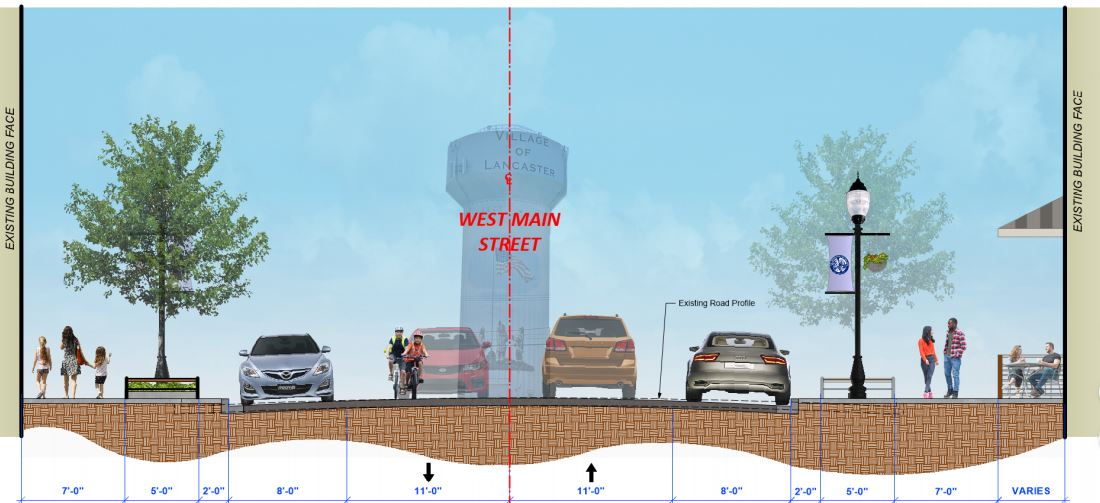 EXISTING BUILDING FACE
VILLAGE
OF
LANCASTER
WEST MAIN
STREET
Existing Road Profile
EXISTING BUILDING FACE
7'-0" 5'-0" 2'-0" 8'-0" 11'-0" 11'-0" 8'-0" 2'-0" 5'-0" 7'-0" VARIES